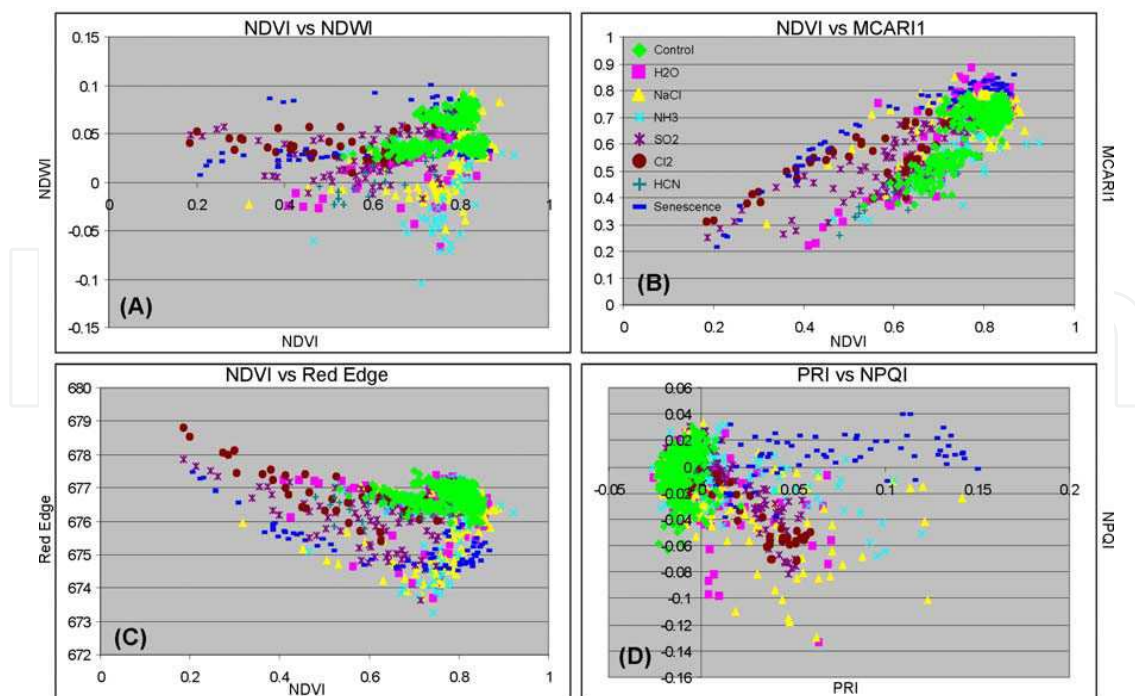 NDVI vs NDWI
0.15
0.1
0.05
0
-0.05
-0.1
-0.15
0.2
0.4
0.6
0.8
1
NDWI
(A)
NDVI
NDVI vs MCARI1
1
0.9
0.8
0.7
0.6
0.5
0.4
0.3
0.2
0.1
0
Control
H2O
NaCl
NH3
SO2
Cl2
HCN
Senescence
MCARI1
(B)
0
0.2
0.4
0.6
0.8
1
NDVI
NDVI vs Red Edge
680
679
678
677
676
675
674
673
672
Red Edge
(C)
0
0.2
0.4
0.6
0.8
1
NDVI
PRI vs NPQI
0.06
0.04
0.02
0
-0.02
-0.04
-0.06
-0.08
-0.1
-0.12
-0.14
-0.16
-0.05
0.05
0.1
0.15
0.2
NPQI
(D)
PRI